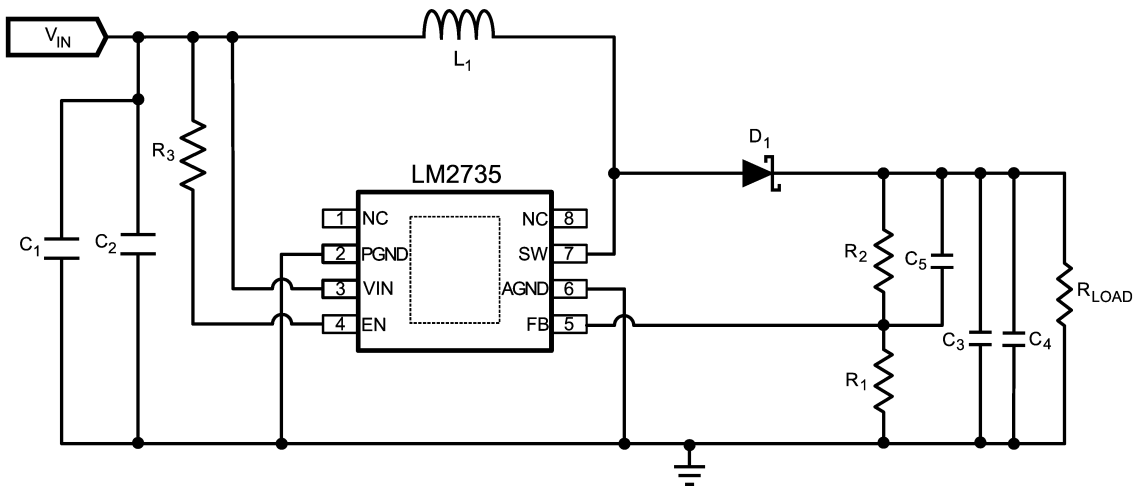 VIN
L1
D1
R3
LM2735
C1
C2
1 NC
NC 8
2 PGND
SW 7
3 VIN
AGND 6
4 EN
FB 5
R2
C5
RLOAD
C3
C4
R1